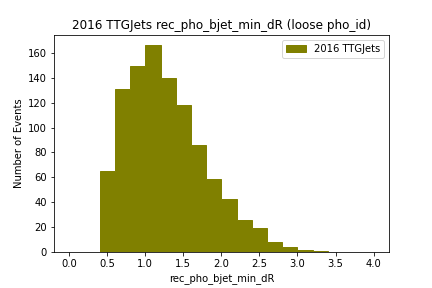 2016 TTGJets rec_pho_bjet_min_dR (loose pho_id)
2016 TTGJets
160
140
120
100
80
60
40
20
0
Number of Events
0.0 0.5 1.0 1.5 2.0 2.5 3.0 3.5 4.0
rec_pho_bjet_min_dR